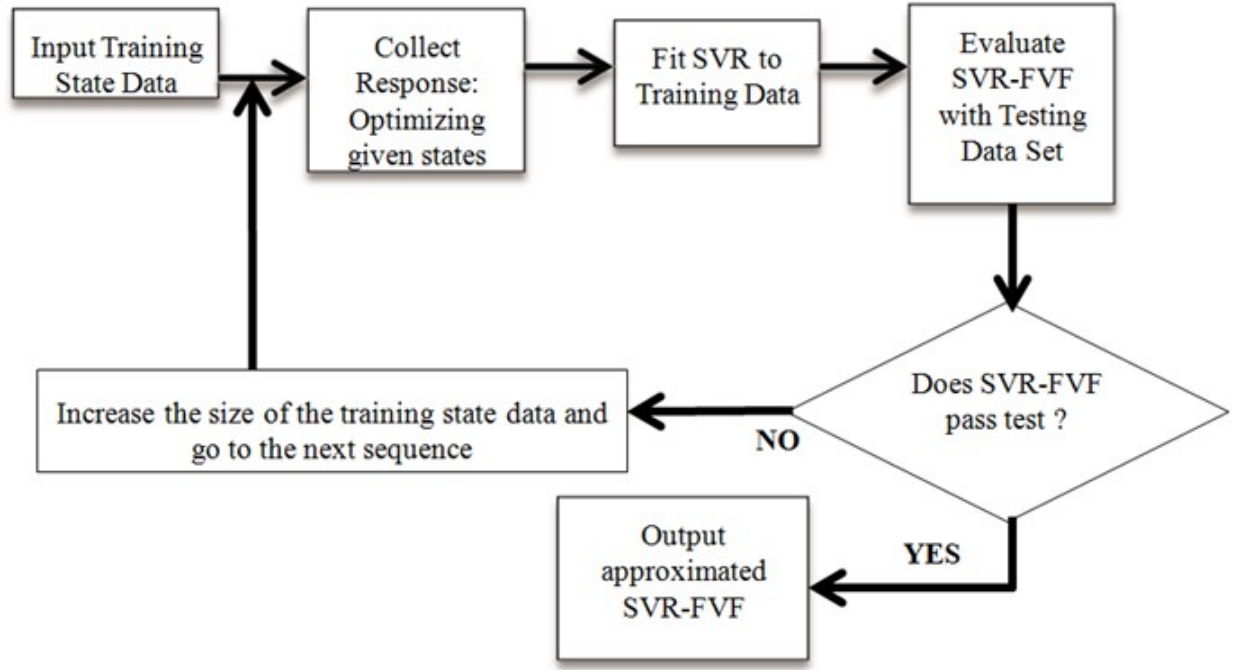 Input Training
State Data
Collect
Response:
Optimizing
given states
Fit SVR to
Training Data
Evaluate
SVR-FVF
with Testing
Data Set
Does SVR-FVF
pass test ?
NO
Increase the size of the training state data and
go to the next sequence
YES
Output
approximated
SVR-FVF